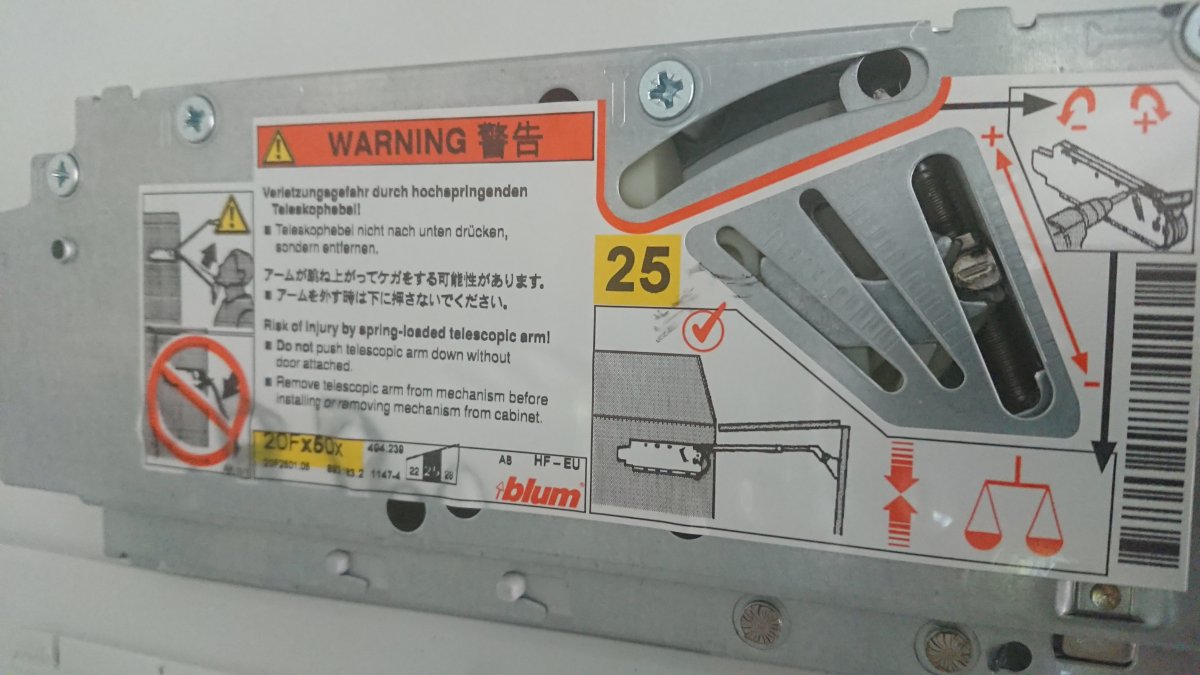 WARNING 警告
Verletzungsgefahr durch hochspringenden
Teleskophebel!
■ Teleskophebel nicht nach unten drücken,
sondern entfernen.
アームが跳ね上がってケガをする可能性があります。
■ アームを外す時は下に押さないでください。
Risk of injury by spring-loaded telescopic arm!
■ Do not push telescopic arm down without
door attached.
■ Remove telescopic arm from mechanism before
installing or removing mechanism from cabinet.
20Fx50x
494.239
1147-4
22 25 28
AB HF-EU
blum
25
- +
+
-